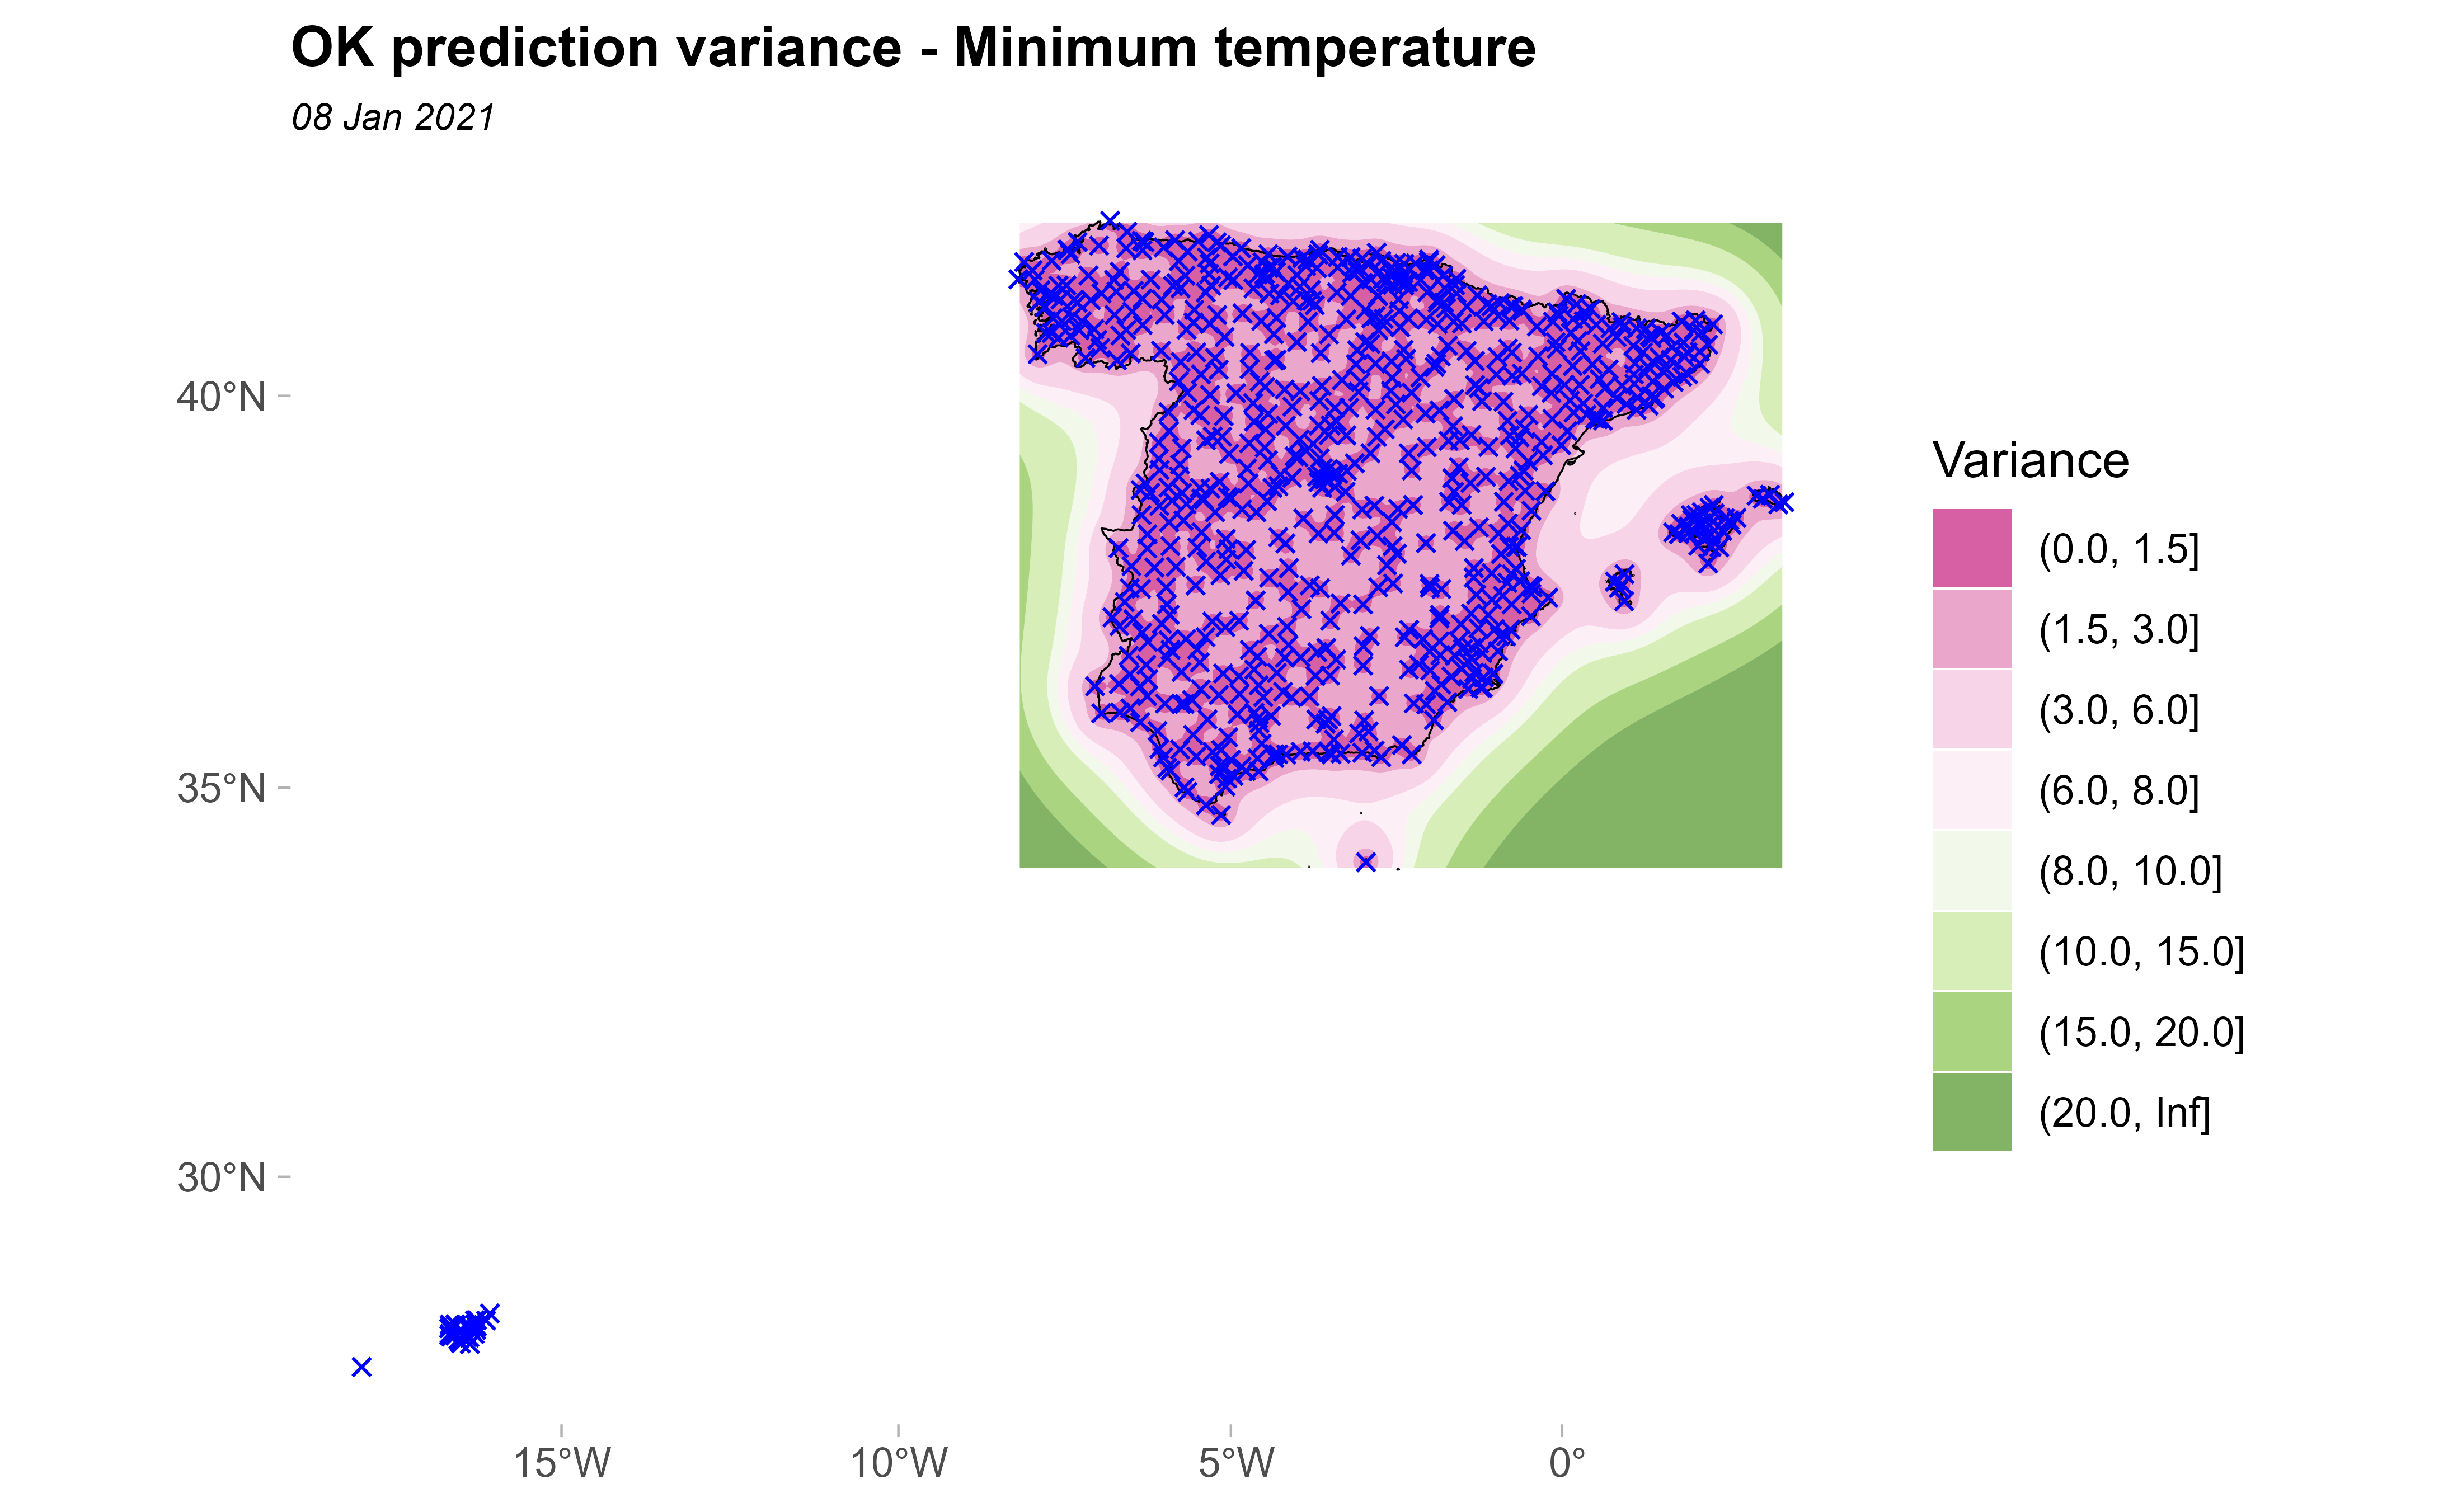 OK prediction variance - Minimum temperature
08 Jan 2021
40°N
35°N
30°N
15°W
10°W
5°W
0°
Variance
(0.0, 1.5]
(1.5, 3.0]
(3.0, 6.0]
(6.0, 8.0]
(8.0, 10.0]
(10.0, 15.0]
(15.0, 20.0]
(20.0, Inf]